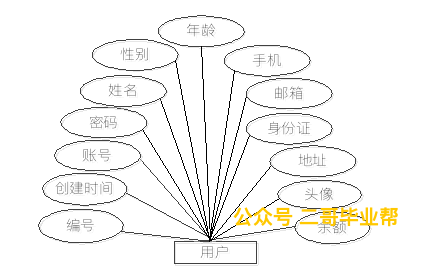 年龄
性别
手机
姓名
邮箱
密码
身份证
账号
地址
创建时间
头像
公众号 二哥毕业帮
编号
余额
用户